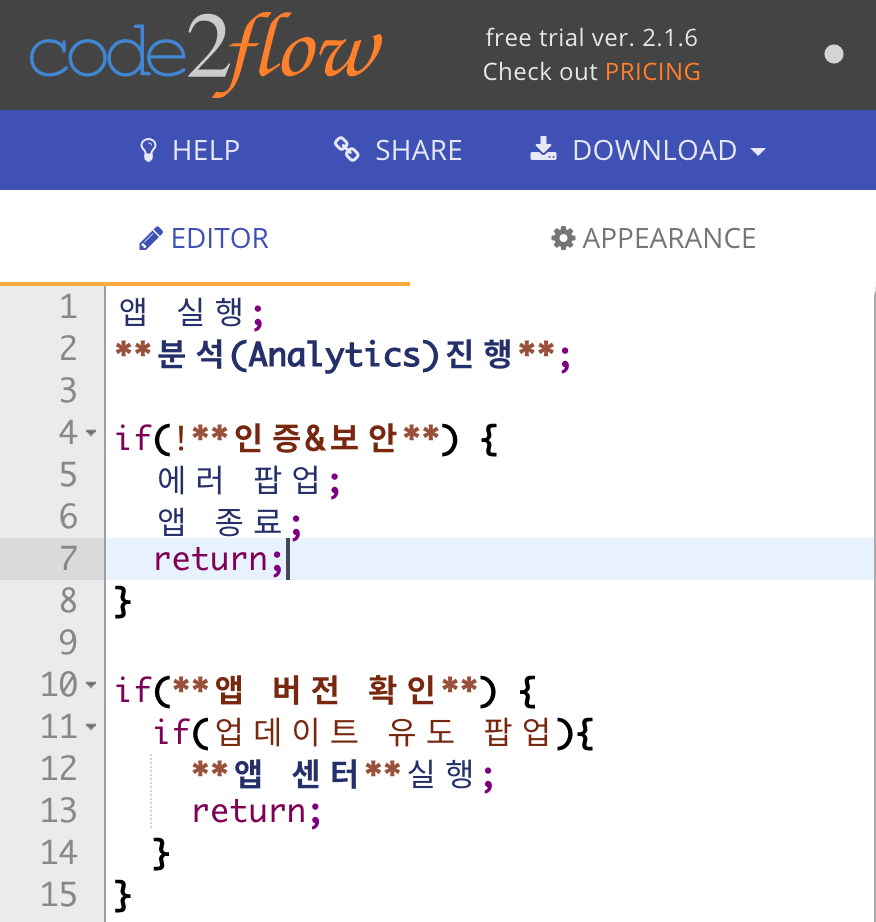 code2flow
free trial ver. 2.1.6
Check out PRICING
HELP SHARE DOWNLOAD
EDITOR APPEARANCE
1 앱 실행;
2 **분석(Analytics)진행**;
3
4 if(!**인증&보안**) {
5 에러 팝업;
6 앱 종료;
7 return;
8 }
9
10 if(**앱 버전 확인**) {
11 if(업데이트 유도 팝업){
12 **앱 센터**실행;
13 return;
14 }
15 }